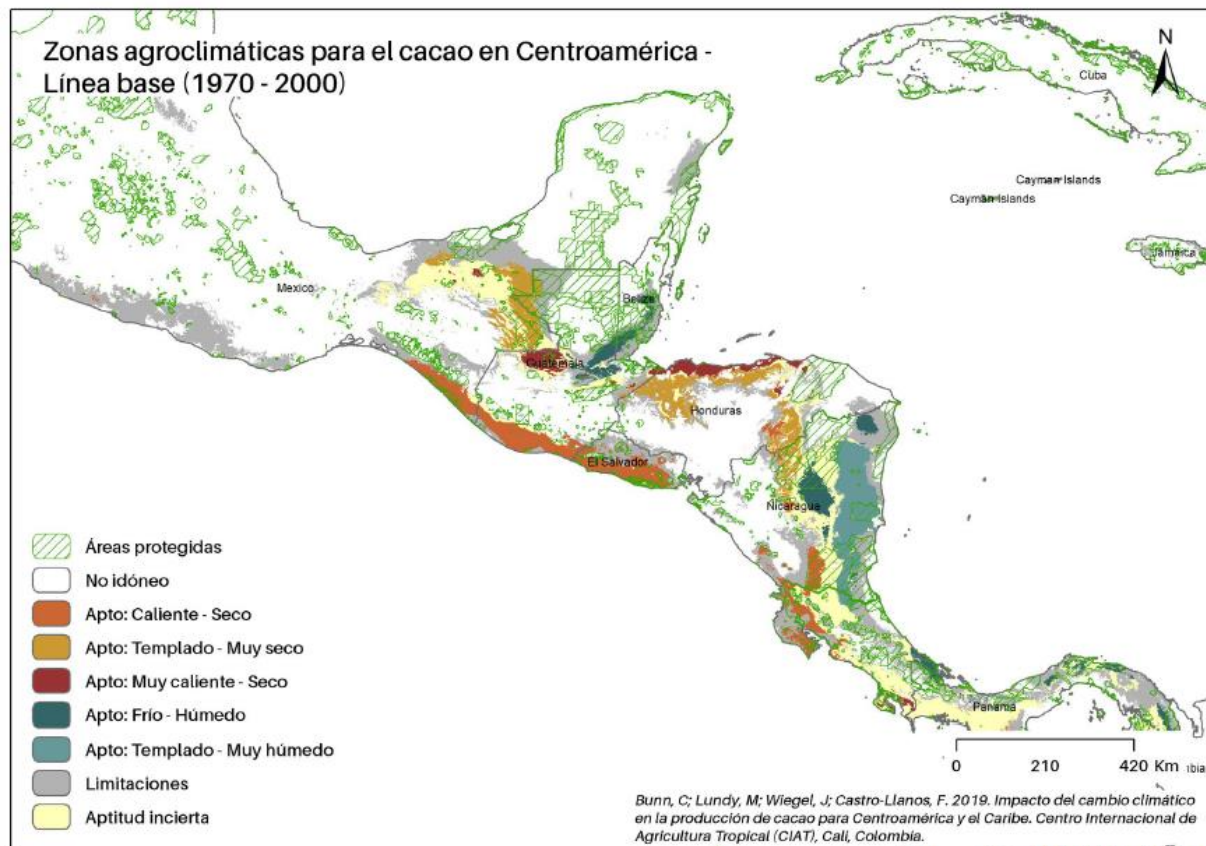 Zonas agroclimáticas para el cacao en Centroamérica -
Línea base (1970 - 2000)
N
Cuba
Cayman Islands
Cayman Islands
Jamaica
Mexico
Belize
Guatemala
Honduras
El Salvador
Nicaragua
Panama
Áreas protegidas
No idóneo
Apto: Caliente - Seco
Apto: Templado - Muy seco
Apto: Muy caliente - Seco
Apto: Frío - Húmedo
Apto: Templado - Muy húmedo
Limitaciones
Aptitud incierta
0 210 420 Km
Bunn, C; Lundy, M; Wiegel, J; Castro-Llanos, F. 2019. Impacto del cambio climático
en la producción de cacao para Centroamérica y el Caribe. Centro Internacional de
Agricultura Tropical (CIAT), Cali, Colombia.